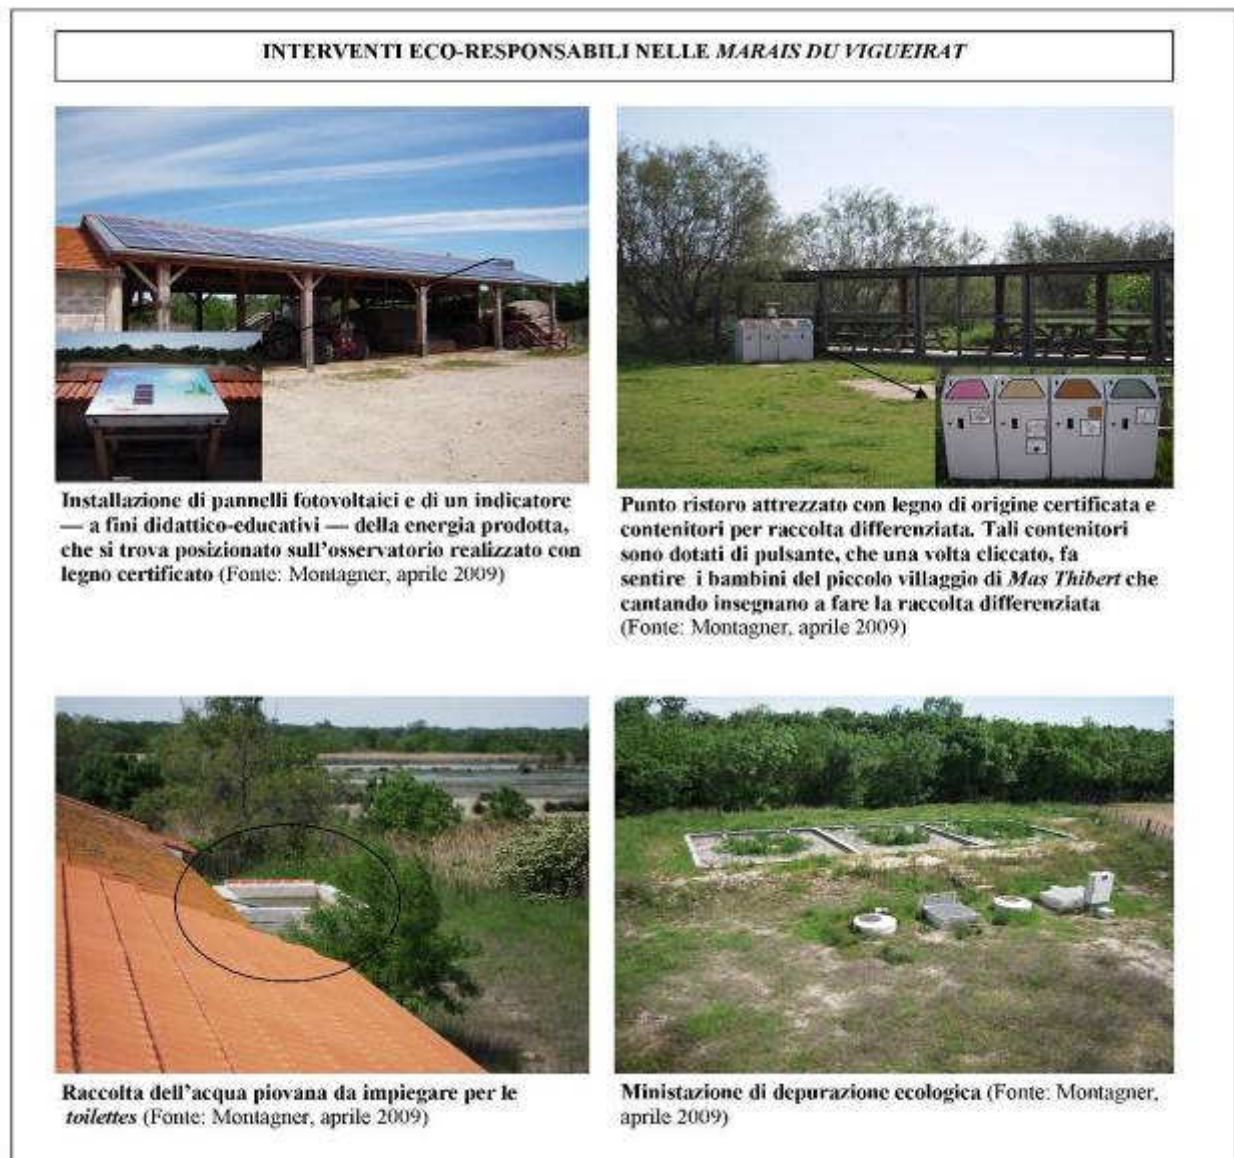 INTERVENTI ECO-RESPONSABILI NELLE MARAIS DU VIGUEIRAT
Installazione di pannelli fotovoltaici e di un indicatore
— a fini didattico-educativi — della energia prodotta,
che si trova posizionato sull'osservatorio realizzato con
legno certificato (Fonte: Montagner, aprile 2009)
Punto ristoro attrezzato con legno di origine certificata e
contenitori per raccolta differenziata. Tali contenitori
sono dotati di pulsante, che una volta cliccato, fa
sentire i bambini del piccolo villaggio di Mas Thibert che
cantando insegnano a fare la raccolta differenziata
(Fonte: Montagner, aprile 2009)
Raccolta dell'acqua piovana da impiegare per le
toilettes (Fonte: Montagner, aprile 2009)
Ministazione di depurazione ecologica (Fonte: Montagner,
aprile 2009)